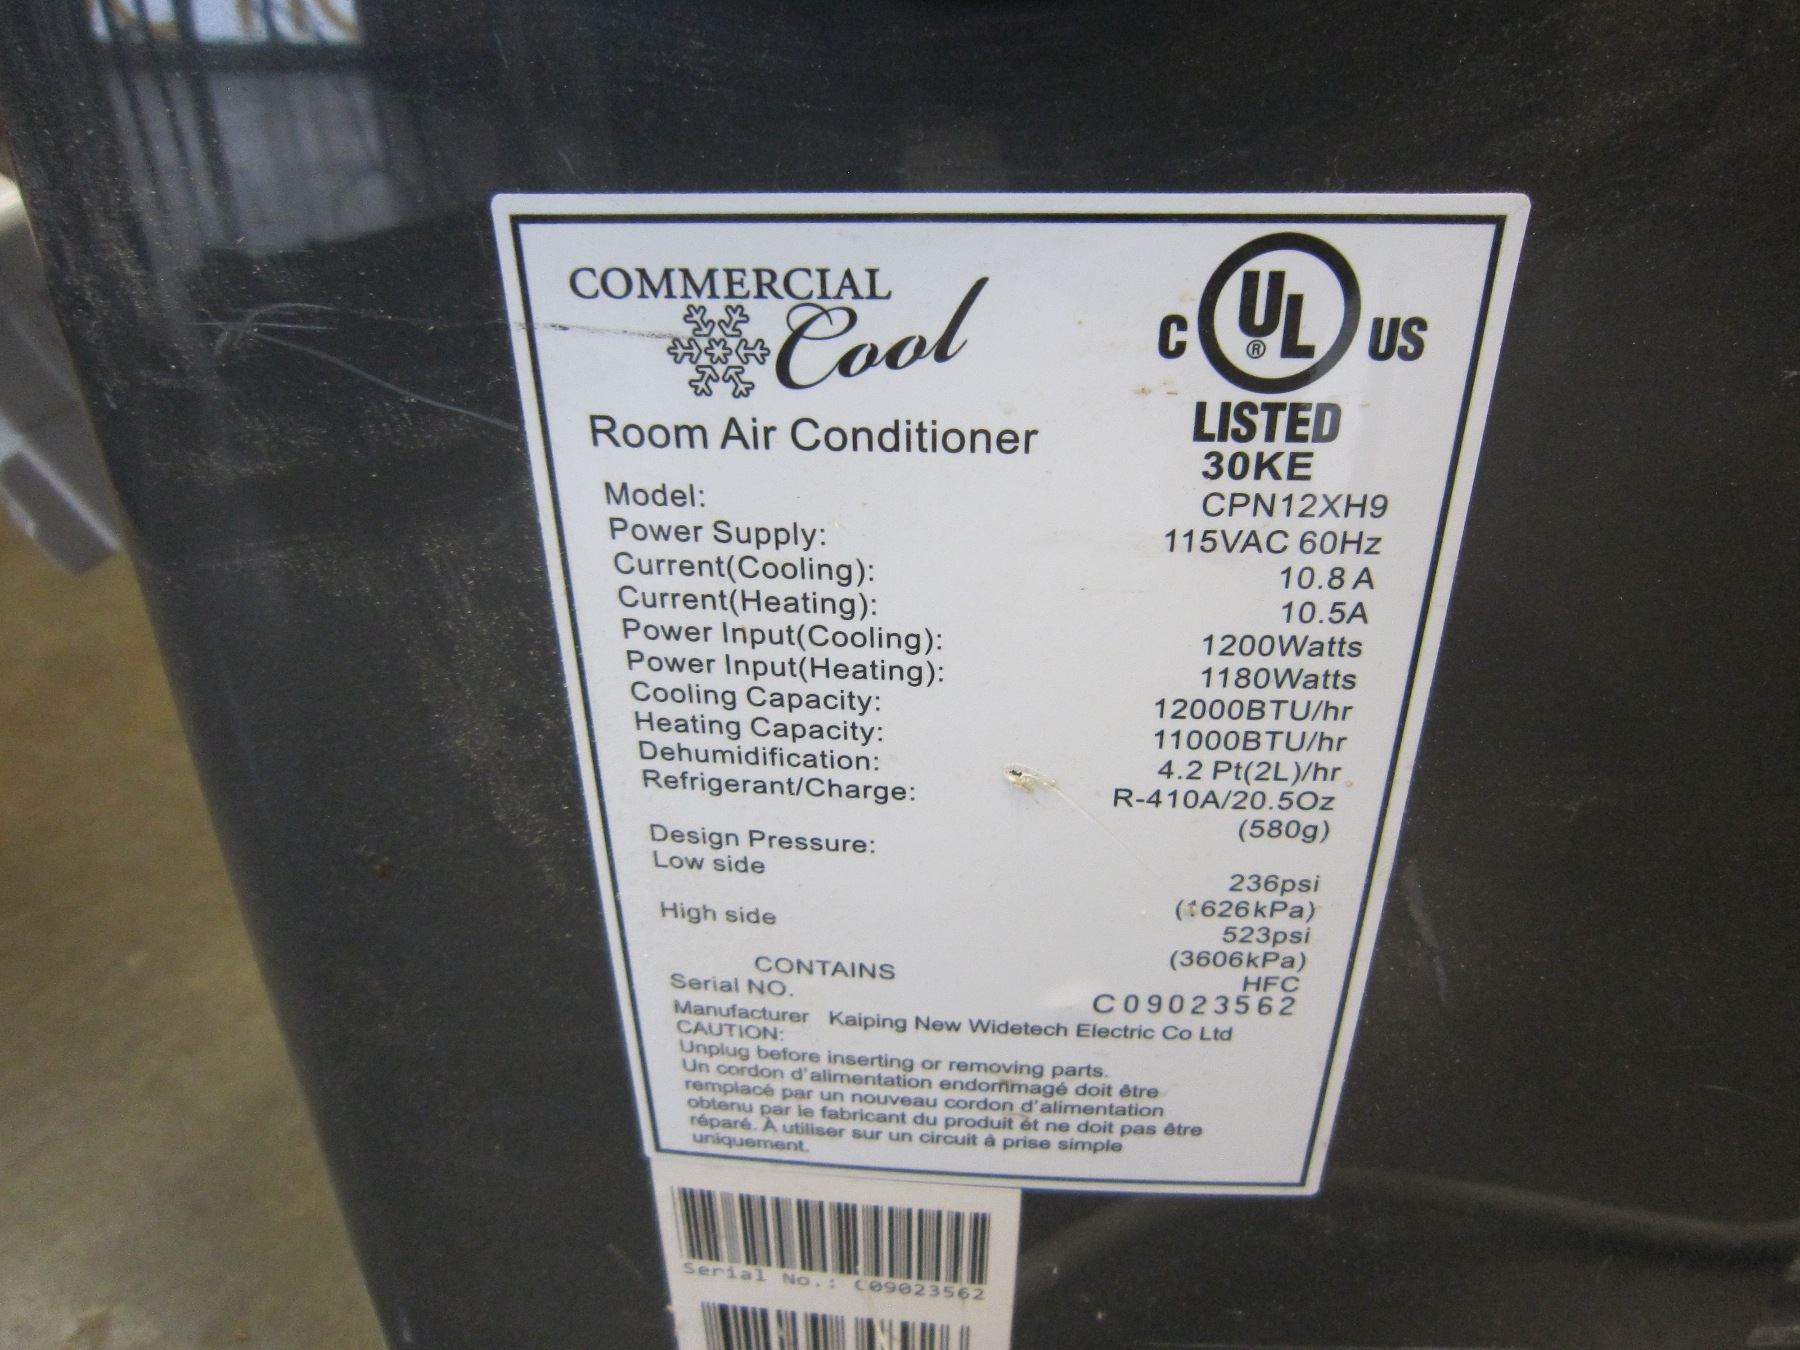 COMMERCIAL
Cool
C UL ® US
LISTED
30KE
Room Air Conditioner
Model: CPN12XH9
Power Supply: 115VAC 60Hz
Current(Cooling): 10.8 A
Current(Heating): 10.5A
Power Input(Cooling): 1200Watts
Power Input(Heating): 1180Watts
Cooling Capacity: 12000BTU/hr
Heating Capacity: 11000BTU/hr
Dehumidification: 4.2 Pt(2L)/hr
Refrigerant/Charge: R-410A/20.5Oz
(580g)
Design Pressure:
Low side 236psi
(1626kPa)
High side 523psi
(3606kPa)
CONTAINS HFC
Serial NO. C09023562
Manufacturer Kaiping New Widetech Electric Co Ltd
CAUTION:
Unplug before inserting or removing parts.
Un cordon d'alimentation endommagé doit être
remplacé par un nouveau cordon d'alimentation
obtenu par le fabricant du produit et ne doit pas être
réparé. À utiliser sur un circuit à prise simple
uniquement.
Serial No.: C09023562